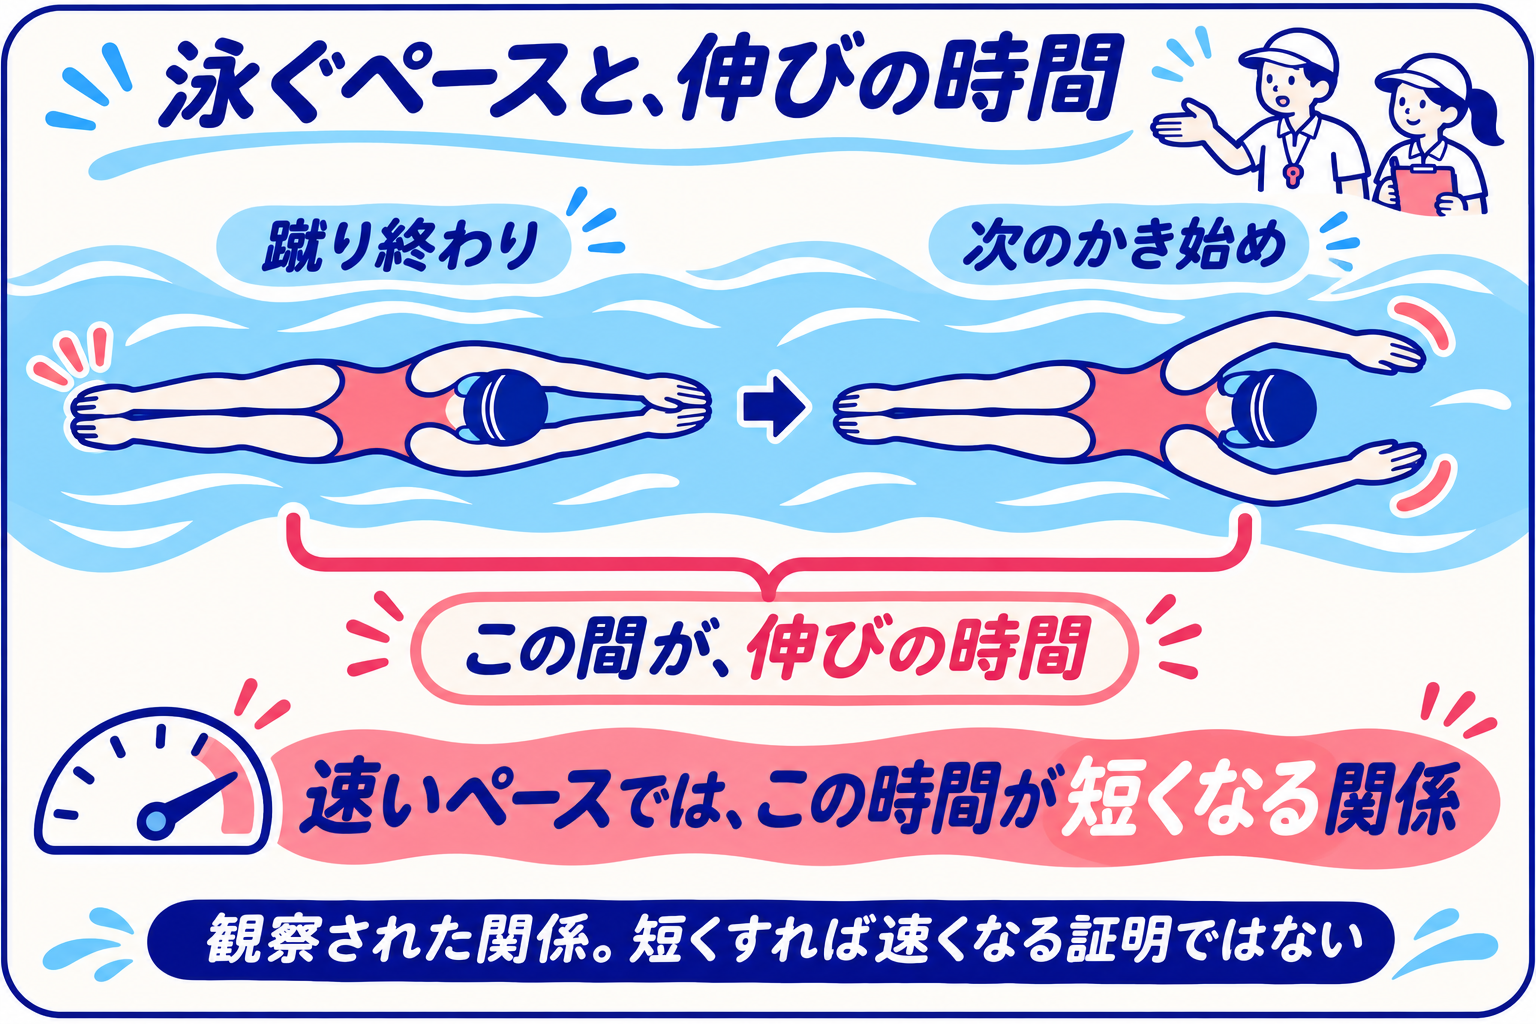 泳ぐペースと、伸びの時間
蹴り終わり
次のかき始め
この間が、伸びの時間
速いペースでは、この時間が短くなる関係
観察された関係。短くすれば速くなる証明ではない